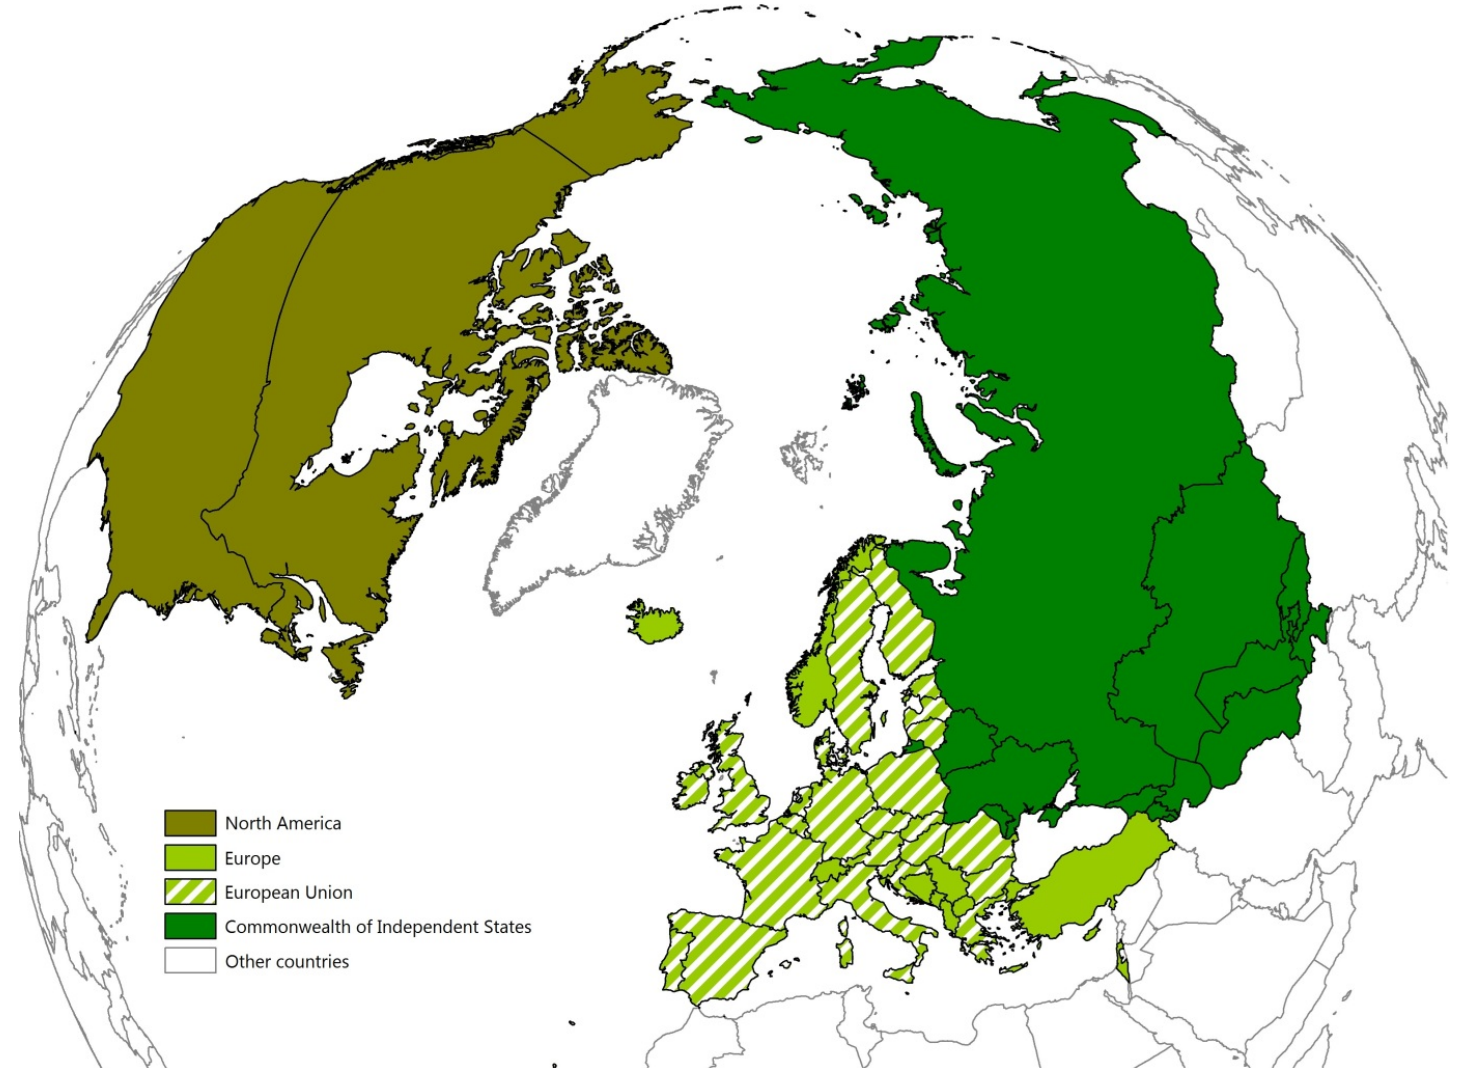 North America
Europe
European Union
Commonwealth of Independent States
Other countries